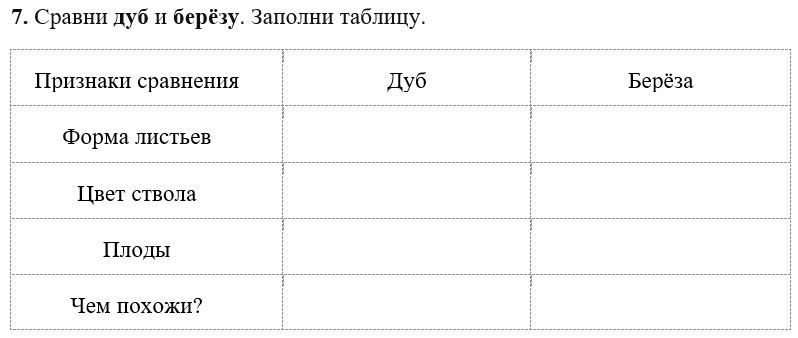 7. Сравни дуб и берёзу. Заполни таблицу.
Признаки сравнения Дуб Берёза
Форма листьев
Цвет ствола
Плоды
Чем похожи?